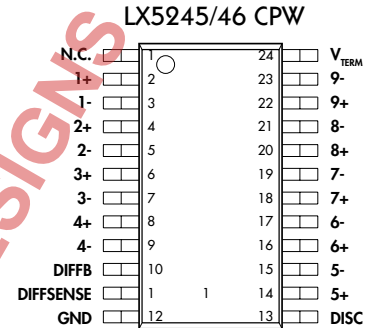 LX5245/46 CPW
N.C. 1 24 VTERM
1+ 2 23 9-
1- 3 22 9+
2+ 4 21 8-
2- 5 20 8+
3+ 6 19 7-
3- 7 18 7+
4+ 8 17 6-
4- 9 16 6+
DIFFB 10 15 5-
DIFFSENSE 1 1 14 5+
GND 12 13 DISC
ESIGNS